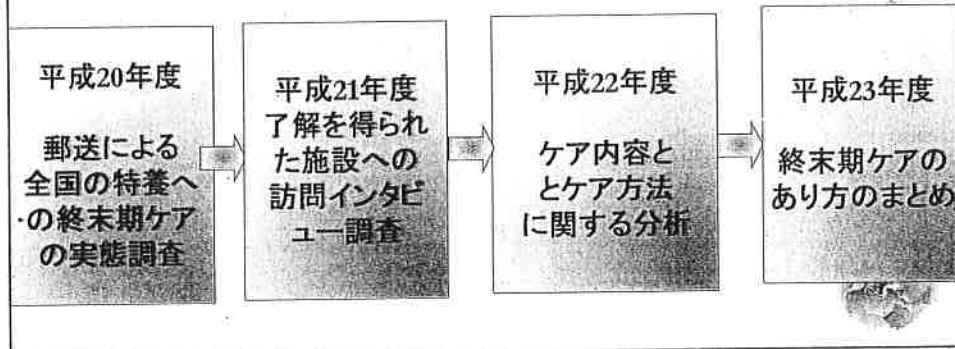 平成20年度
郵送による
全国の特養へ
の終末期ケア
の実態調査
平成21年度
了解を得られ
た施設への
訪問インタビ
ュー調査
平成22年度
ケア内容と
とケア方法
に関する分析
平成23年度
終末期ケアの
あり方のまとめ